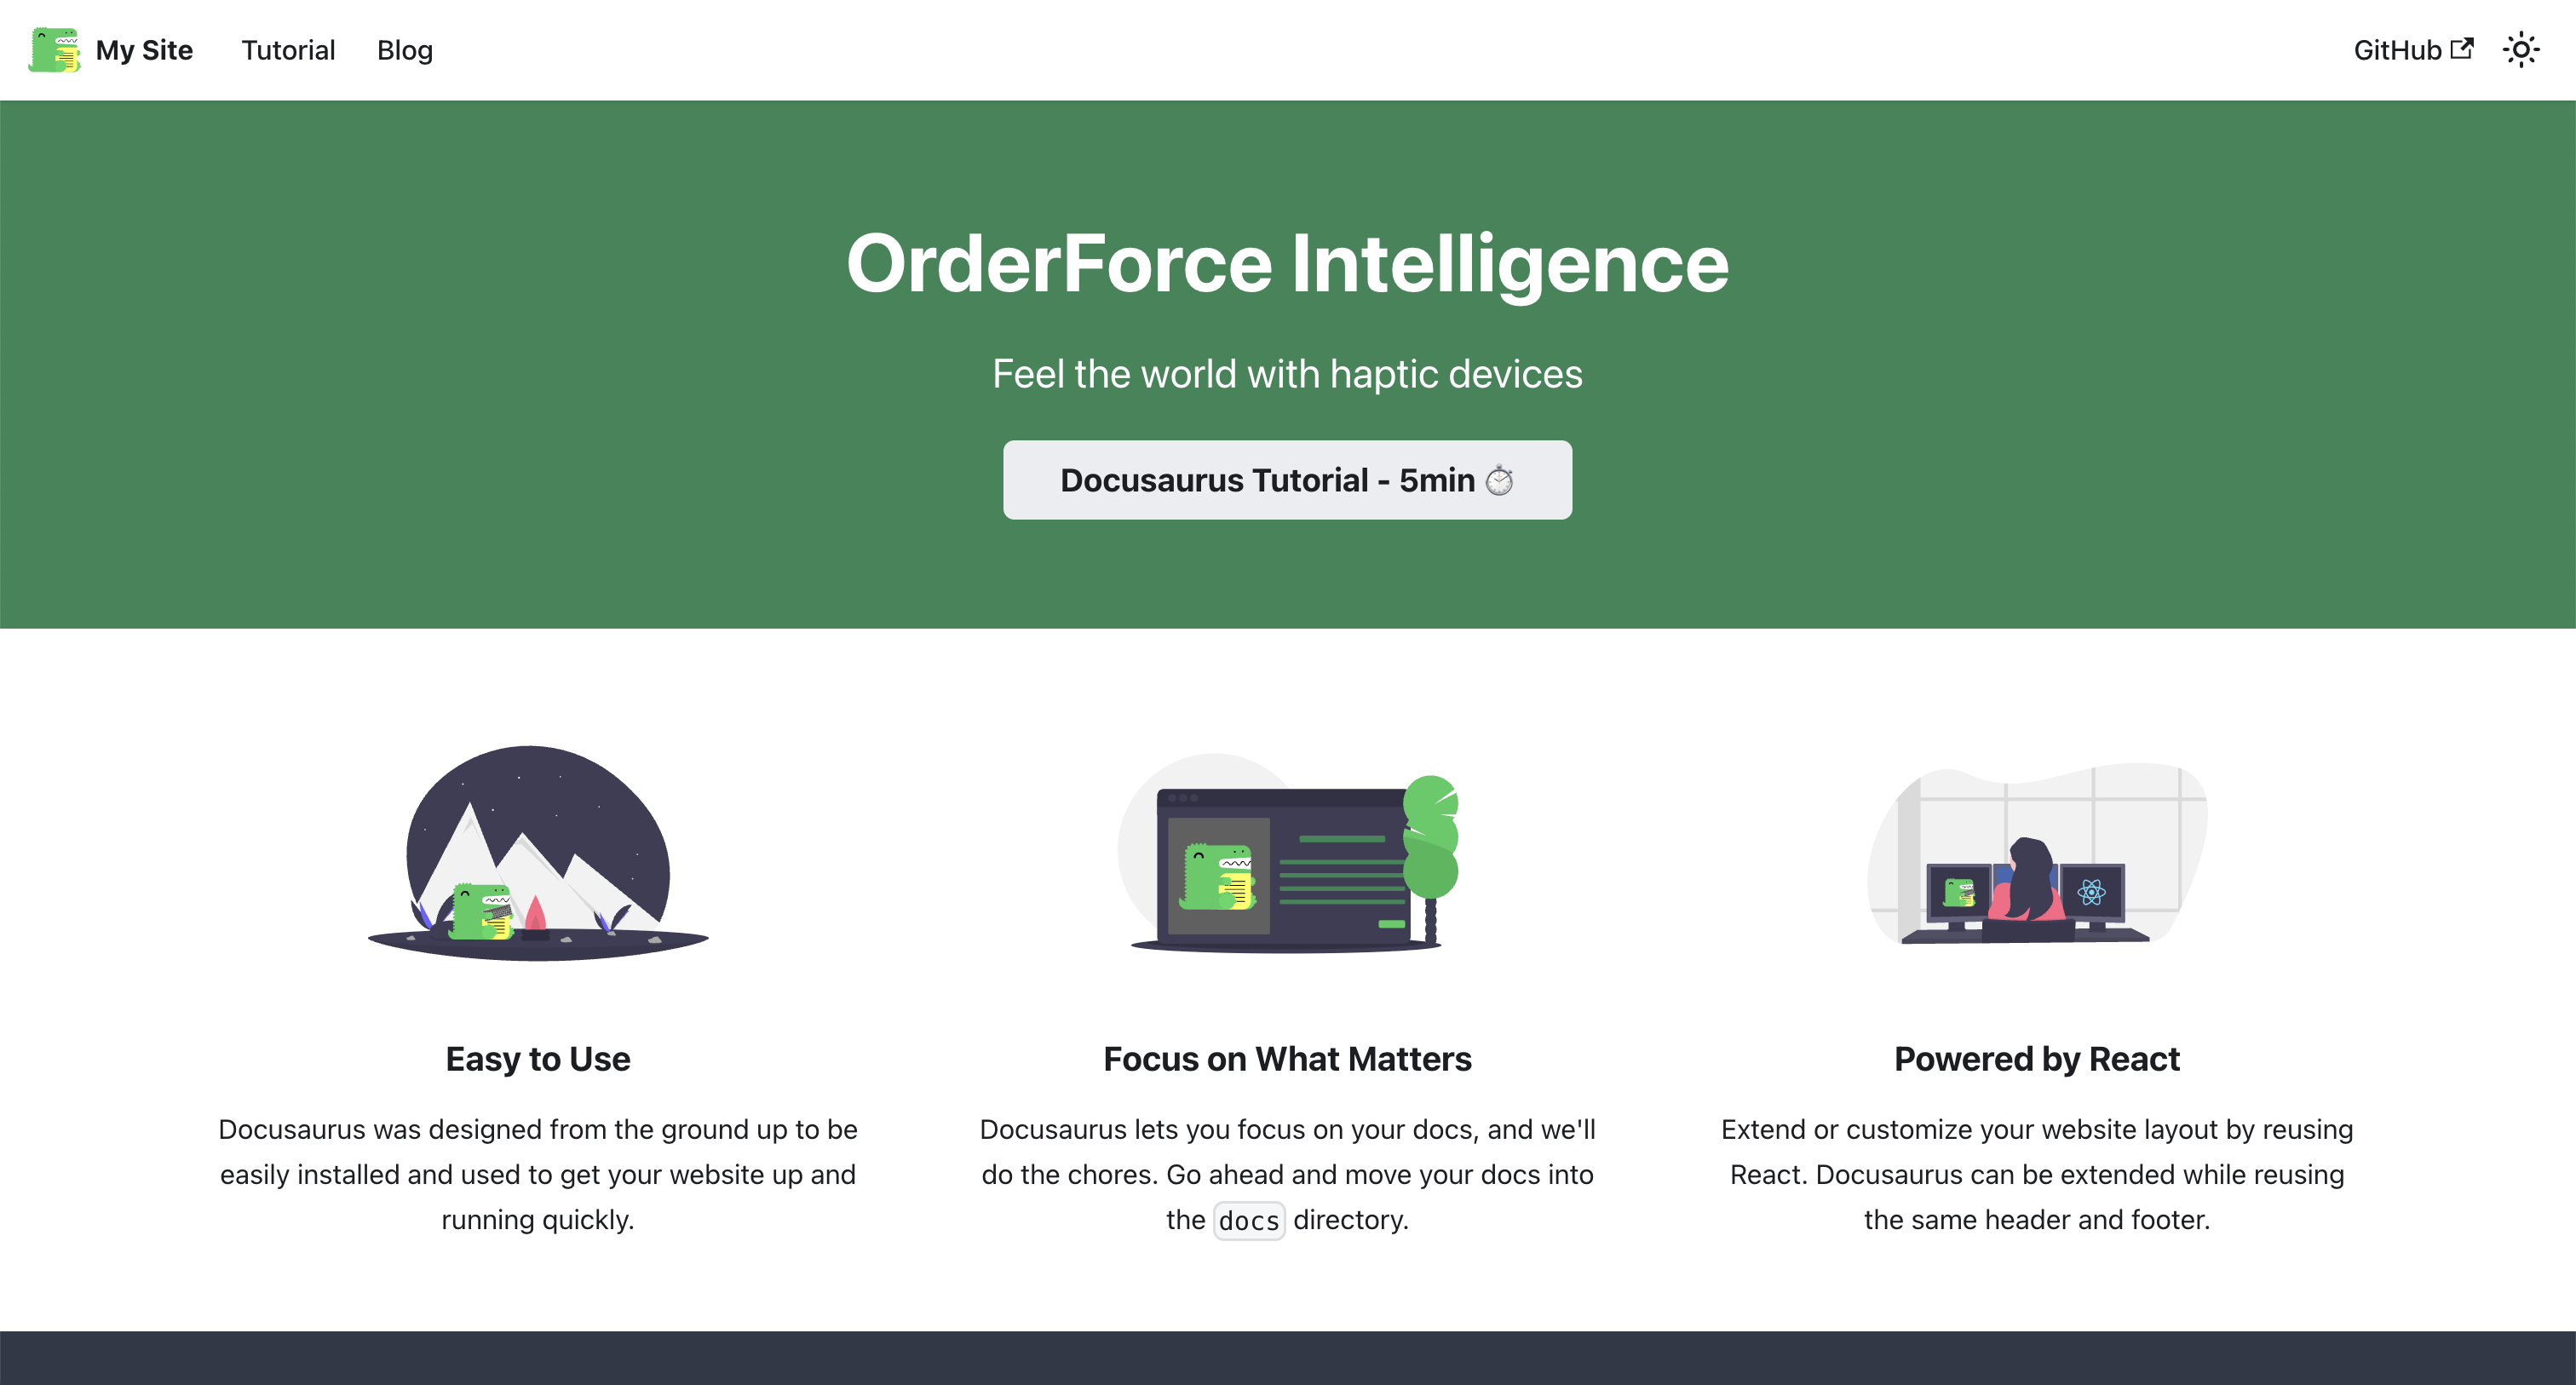 My Site
Tutorial
Blog
GitHub
OrderForce Intelligence
Feel the world with haptic devices
Docusaurus Tutorial - 5min ⏱️
Easy to Use
Docusaurus was designed from the ground up to be
easily installed and used to get your website up and
running quickly.
Focus on What Matters
Docusaurus lets you focus on your docs, and we'll
do the chores. Go ahead and move your docs into
the docs directory.
Powered by React
Extend or customize your website layout by reusing
React. Docusaurus can be extended while reusing
the same header and footer.